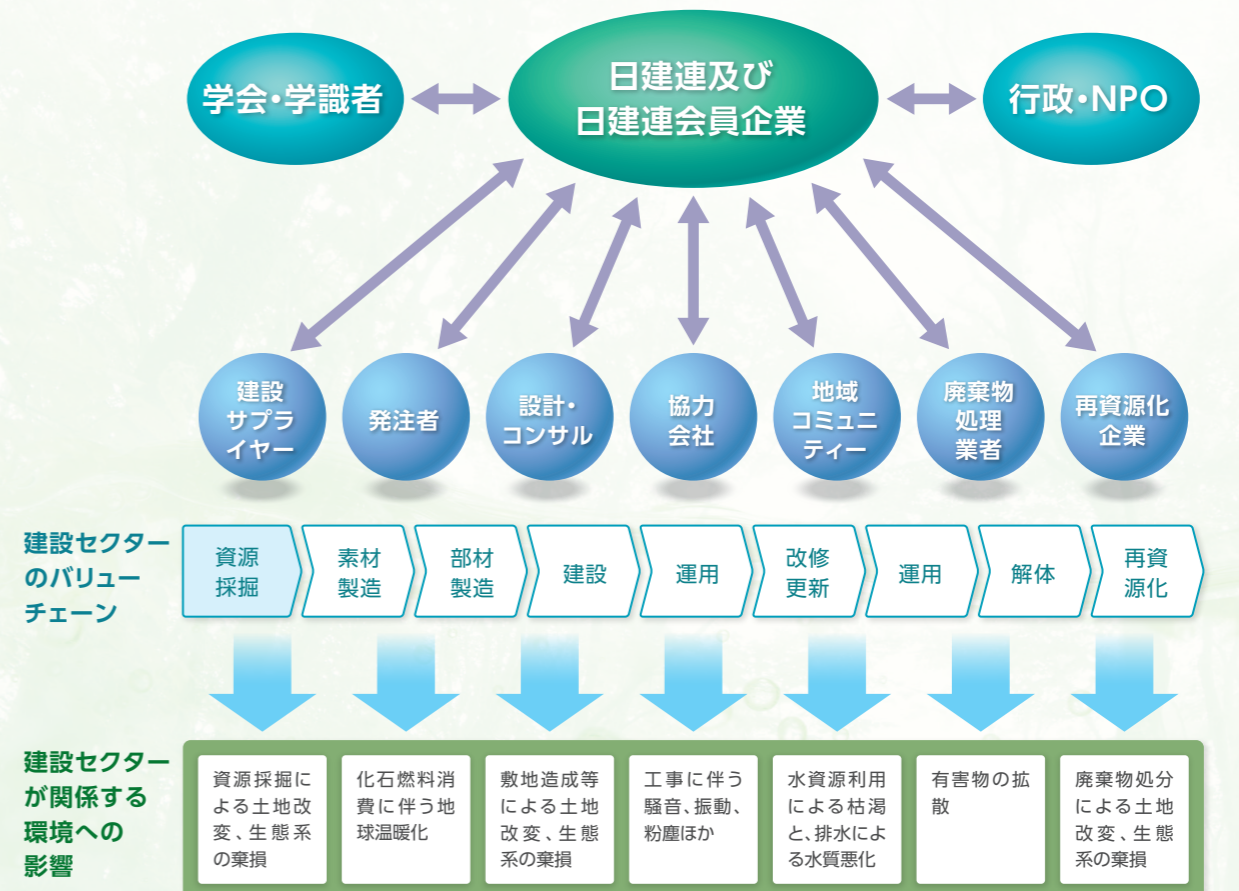 学会・学識者
日建連及び
日建連会員企業
行政・NPO
建設
サプラ
イヤー
発注者
設計・
コンサル
協力
会社
地域
コミュニ
ティー
廃棄物
処理
業者
再資源化
企業
建設セクター
のバリュー
チェーン
資源
採掘
素材
製造
部材
製造
建設
運用
改修
更新
運用
解体
再資
源化
建設セクター
が関係する
環境への
影響
資源採掘に
よる土地改
変、生態系
の棄損
化石燃料消
費に伴う地
球温暖化
敷地造成等
による土地
改変、生態
系の棄損
工事に伴う
騒音、振動、
粉塵ほか
水資源利用
による枯渇
と、排水によ
る水質悪化
有害物の拡
散
廃棄物処分
による土地
改変、生態
系の棄損